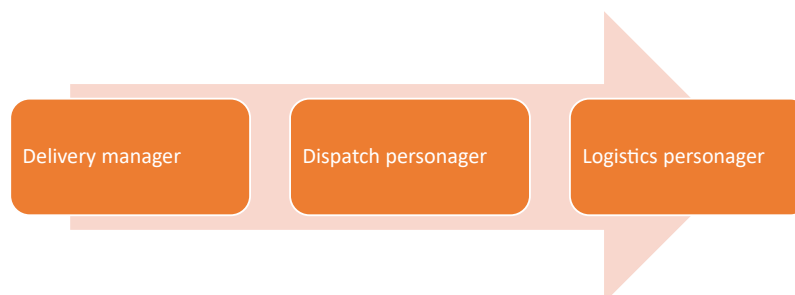 Delivery manager
Dispatch personager
Logistics personager